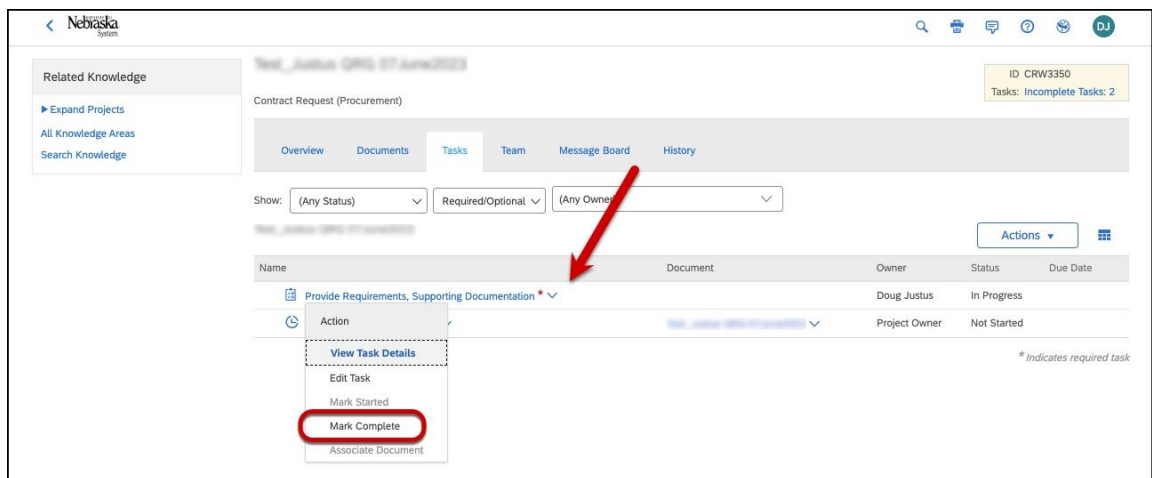 Nebraska
System
DJ
Related Knowledge
Expand Projects
All Knowledge Areas
Search Knowledge
Test_Justus QRG 07June2023
Contract Request (Procurement)
ID CRW3350
Tasks: Incomplete Tasks: 2
Overview Documents Tasks Team Message Board History
Show: (Any Status) Required/Optional (Any Owner
Actions
Name Document Owner Status Due Date
Provide Requirements, Supporting Documentation * Doug Justus In Progress
Project Owner Not Started
Action
View Task Details
Edit Task
Mark Started
Mark Complete
Associate Document
* Indicates required task